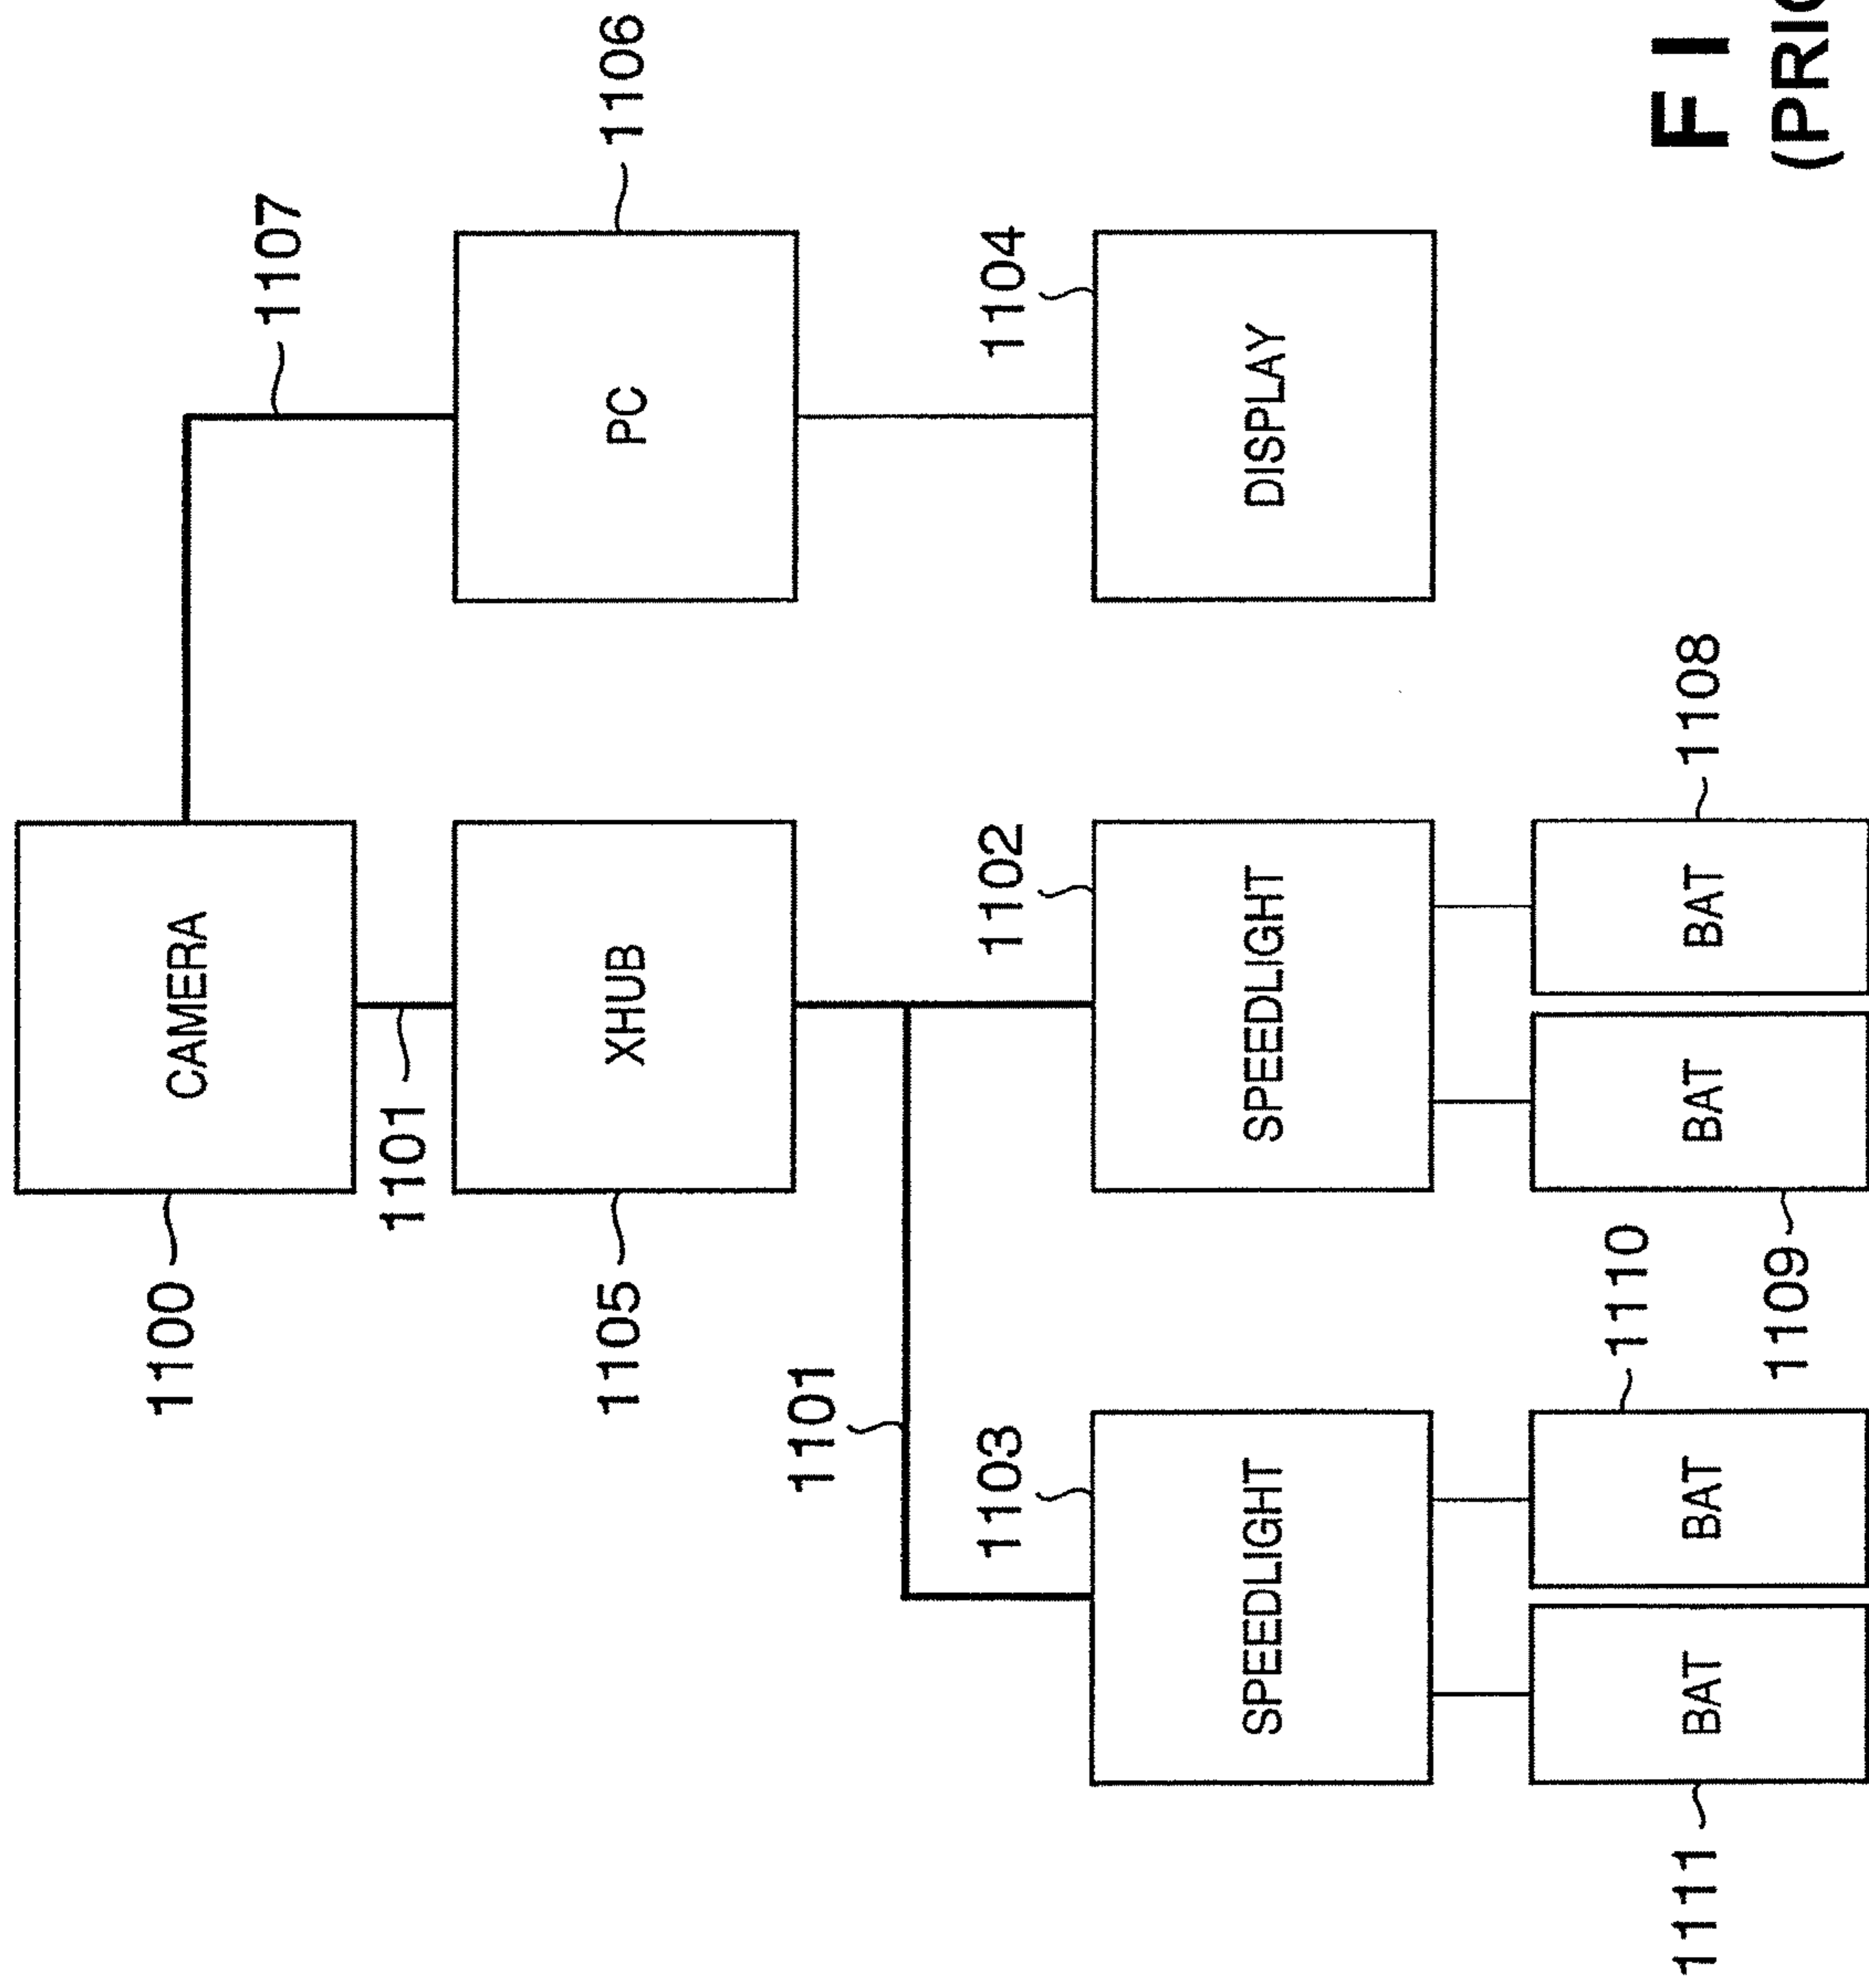 1100
CAMERA
1107
1101
1105
XHUB
PC
1106
1101
1103
1102
1104
SPEEDLIGHT
SPEEDLIGHT
DISPLAY
1110
1111
BAT
BAT
BAT
BAT
1108
1109
F I